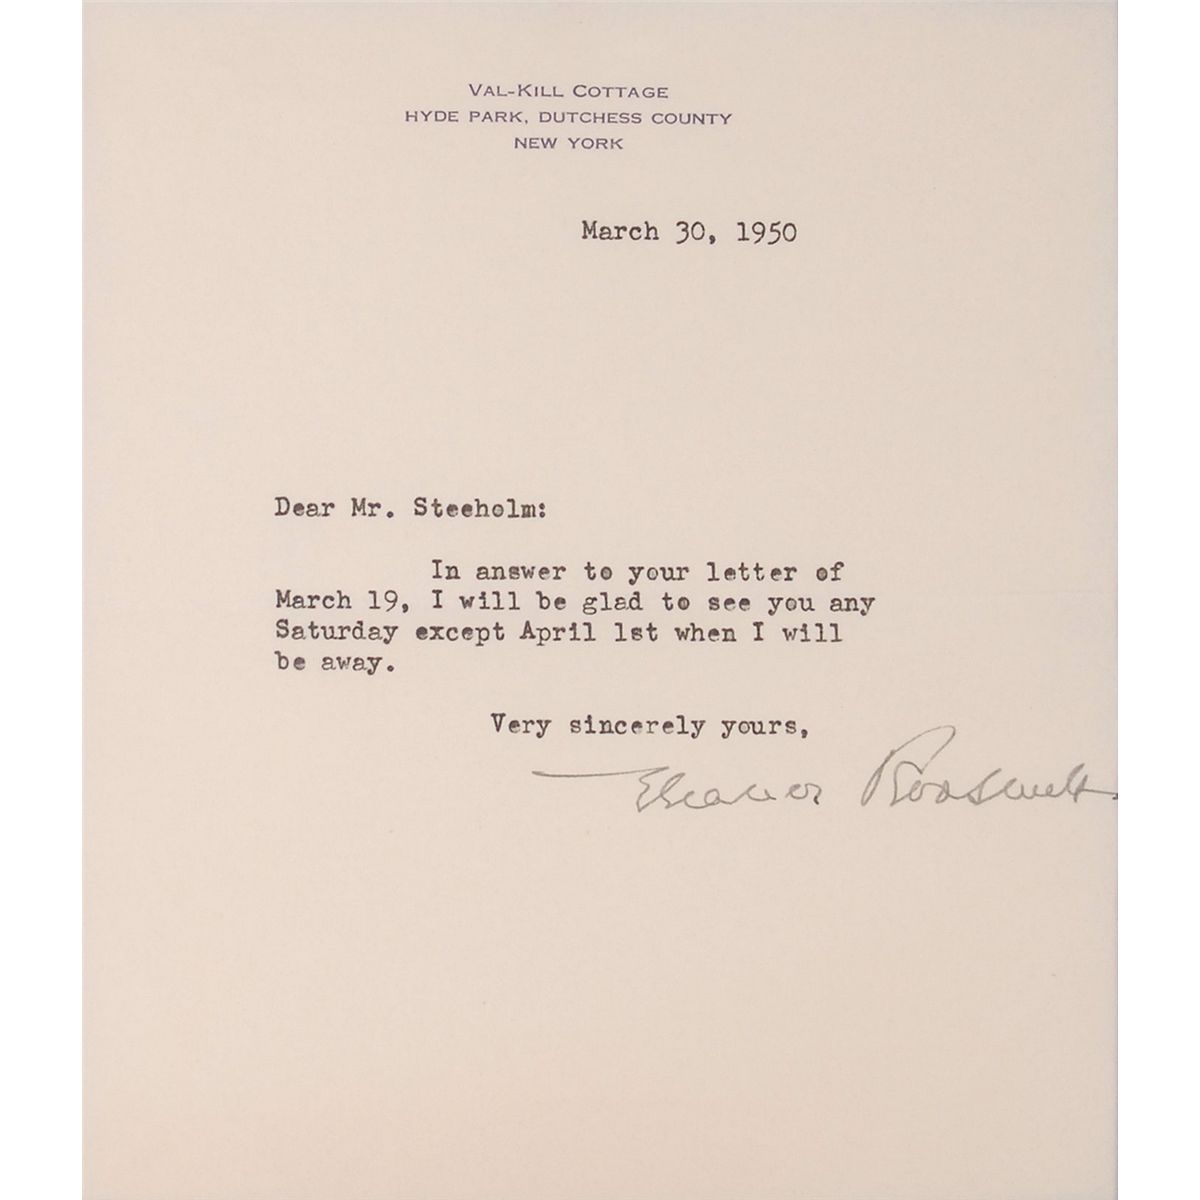 VAL-KILL COTTAGE
HYDE PARK, DUTCHESS COUNTY
NEW YORK
March 30, 1950
Dear Mr. Steeholm:
In answer to your letter of
March 19, I will be glad to see you any
Saturday except April 1st when I will
be away.
Very sincerely yours,
Eleanor Roosevelt